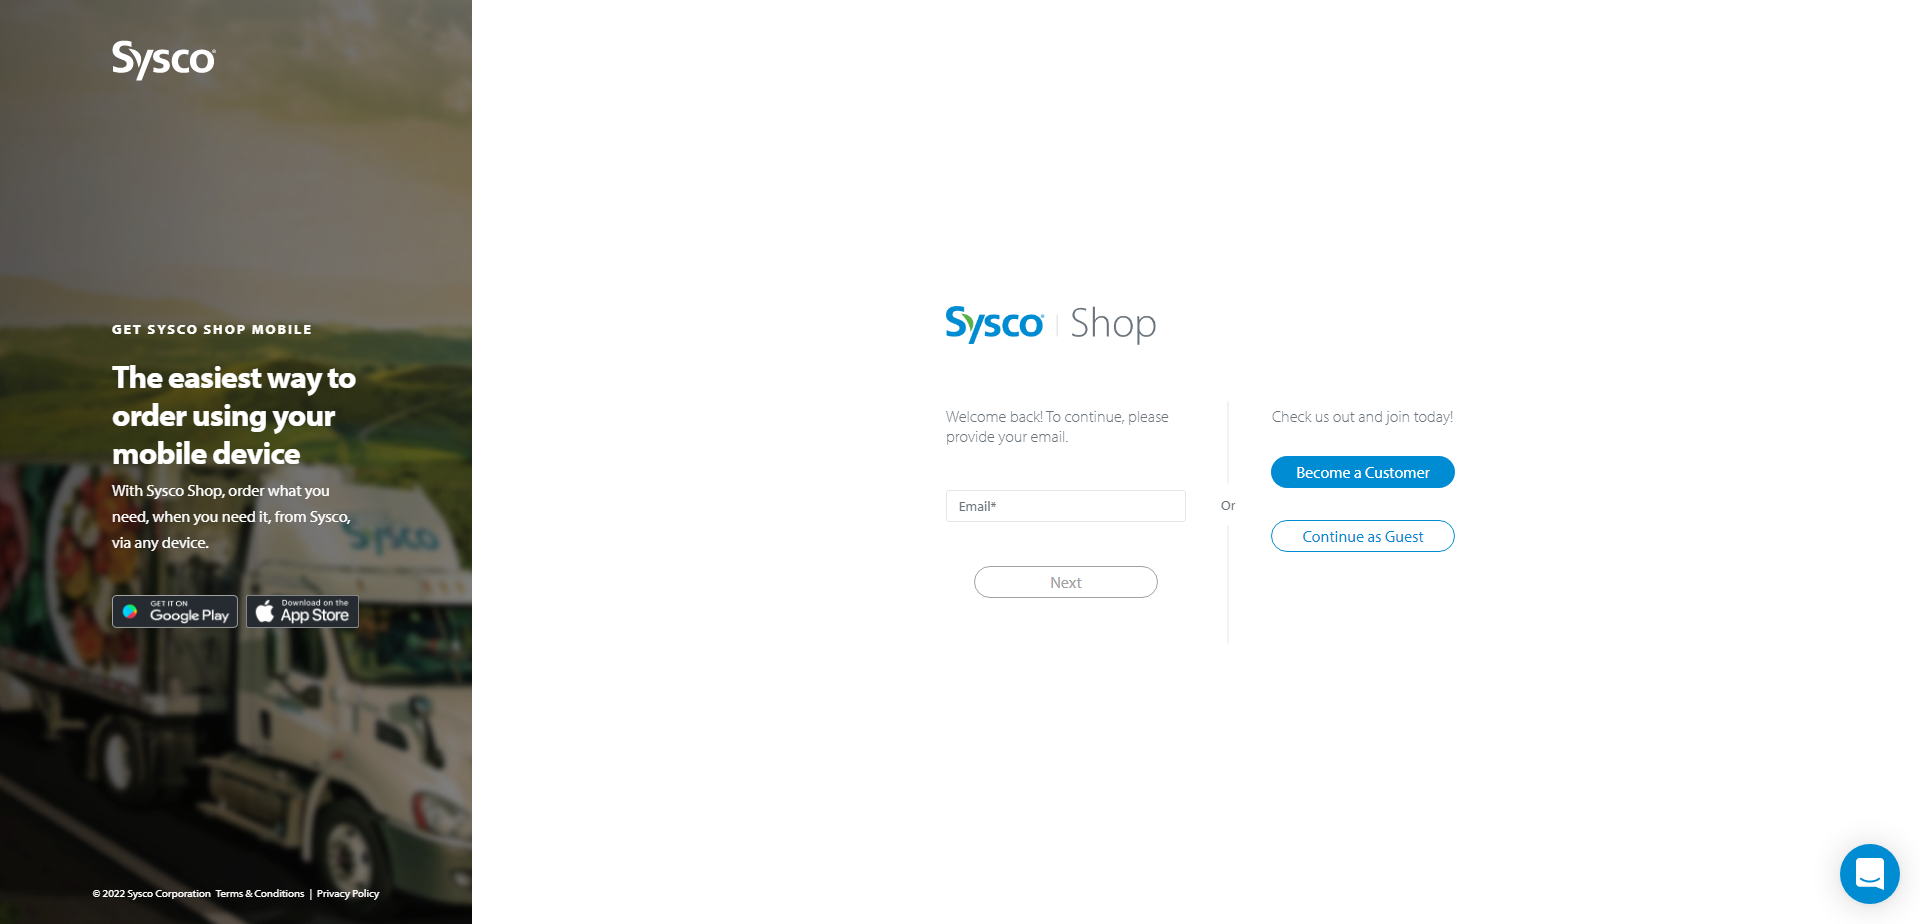 Sysco
GET SYSCO SHOP MOBILE
The easiest way to
order using your
mobile device
With Sysco Shop, order what you
need, when you need it, from Sysco,
via any device.
Sysco
GET IT ON
Google Play
Download on the
App Store
© 2022 Sysco Corporation Terms & Conditions | Privacy Policy
Sysco® | Shop
Welcome back! To continue, please
provide your email.
Email*
Next
Or
Check us out and join today!
Become a Customer
Continue as Guest